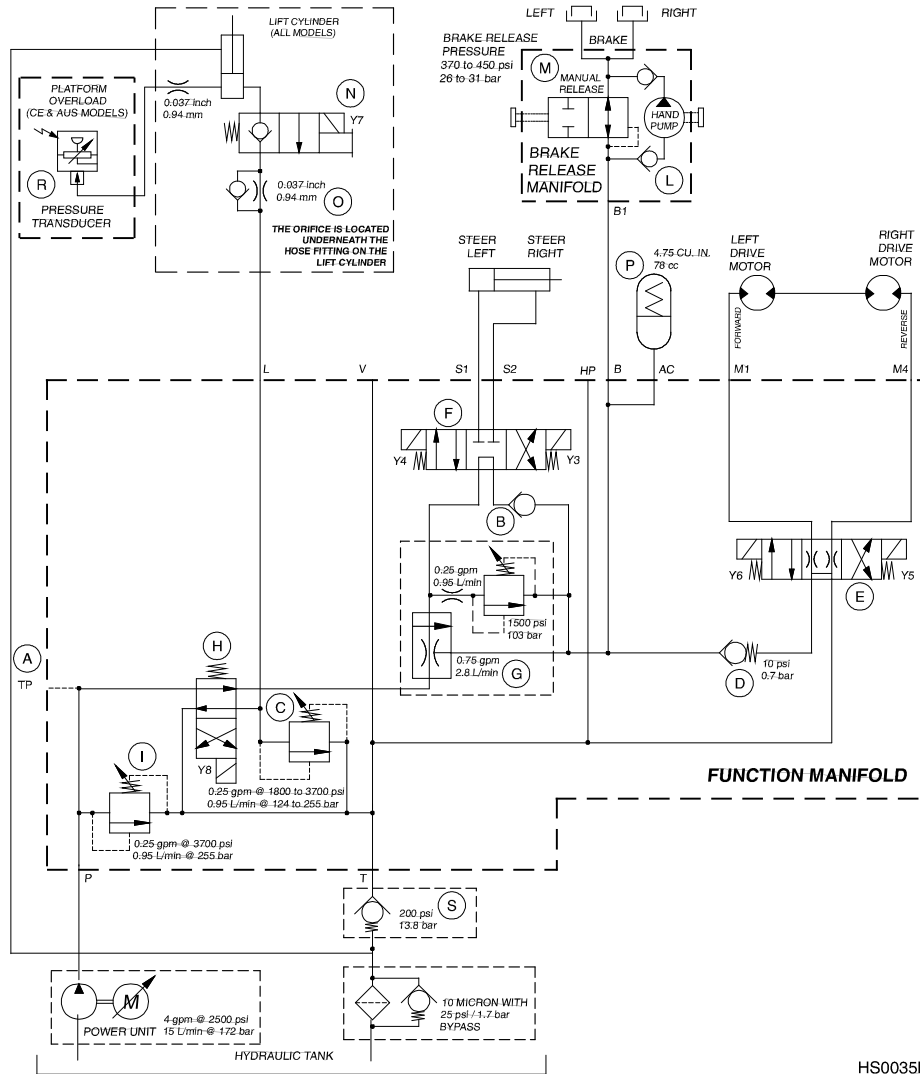 LEFT
RIGHT
BRAKE
LIFT CYLINDER
(ALL MODELS)
BRAKE RELEASE
PRESSURE
370 to 450 psi
26 to 31 bar
M
MANUAL
RELEASE
HAND
PUMP
BRAKE
RELEASE
MANIFOLD
L
B1
PLATFORM
OVERLOAD
(CE & AUS MODELS)
R
PRESSURE
TRANSDUCER
0.037 inch
0.94 mm
N
Y7
0.037 inch
0.94 mm
O
THE ORIFICE IS LOCATED
UNDERNEATH THE
HOSE FITTING ON THE
LIFT CYLINDER
STEER
LEFT
STEER
RIGHT
P
4.75 CU. IN.
78 cc
LEFT
DRIVE
MOTOR
RIGHT
DRIVE
MOTOR
FORWARD
REVERSE
L
V
S1
S2
HP
B
AC
M1
M4
F
Y4
Y3
B
0.25 gpm
0.95 L/min
1500 psi
103 bar
0.75 gpm
2.8 L/min
G
Y6
Y5
E
D
10 psi
0.7 bar
A
TP
H
C
Y8
I
0.25 gpm @ 1800 to 3700 psi
0.95 L/min @ 124 to 255 bar
0.25 gpm @ 3700 psi
0.95 L/min @ 255 bar
FUNCTION MANIFOLD
P
T
S
200 psi
13.8 bar
M
POWER UNIT
4 gpm @ 2500 psi
15 L/min @ 172 bar
10 MICRON WITH
25 psi / 1.7 bar
BYPASS
HYDRAULIC TANK
HS0035I